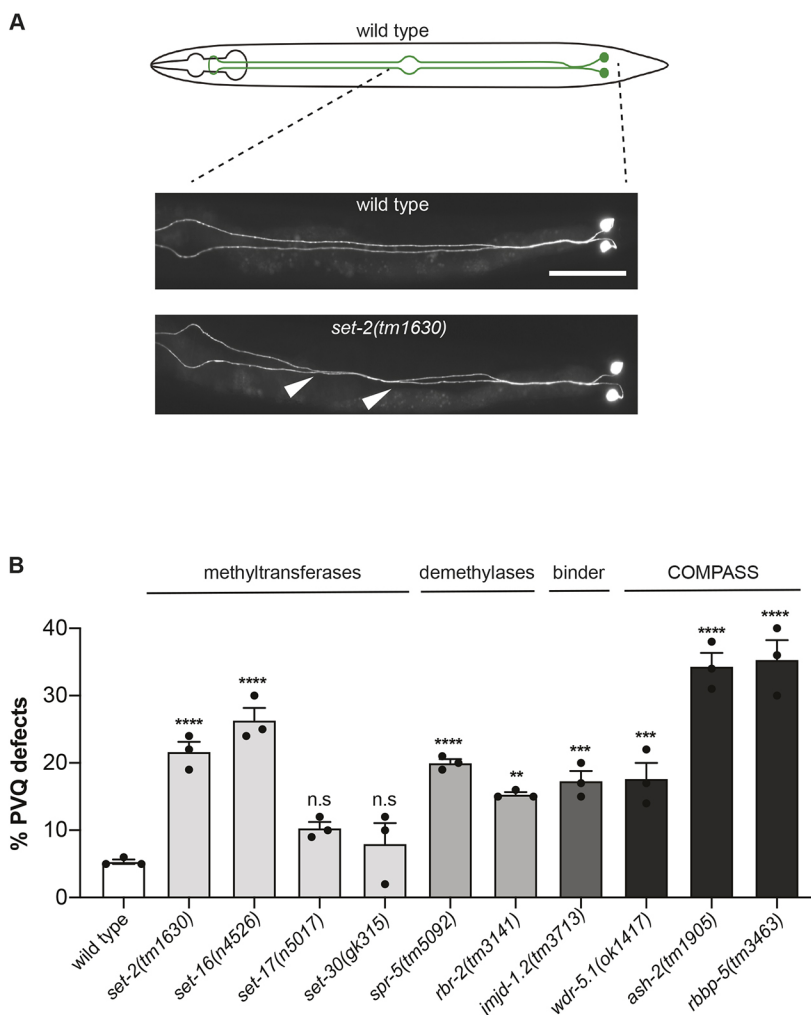 A
wild type
wild type
set-2(tm1630)
B
methyltransferases demethylases binder COMPASS
% PVQ defects
40
30
20
10
0
**** **** n.s n.s **** ** *** *** **** ****
wild type
set-2(tm1630)
set-16(n4526)
set-17(n5017)
set-30(gk315)
spr-5(tm5092)
rbr-2(tm3141)
imjd-1.2(tm3713)
wdr-5.1(ok1417)
ash-2(tm1905)
rbbp-5(tm3463)